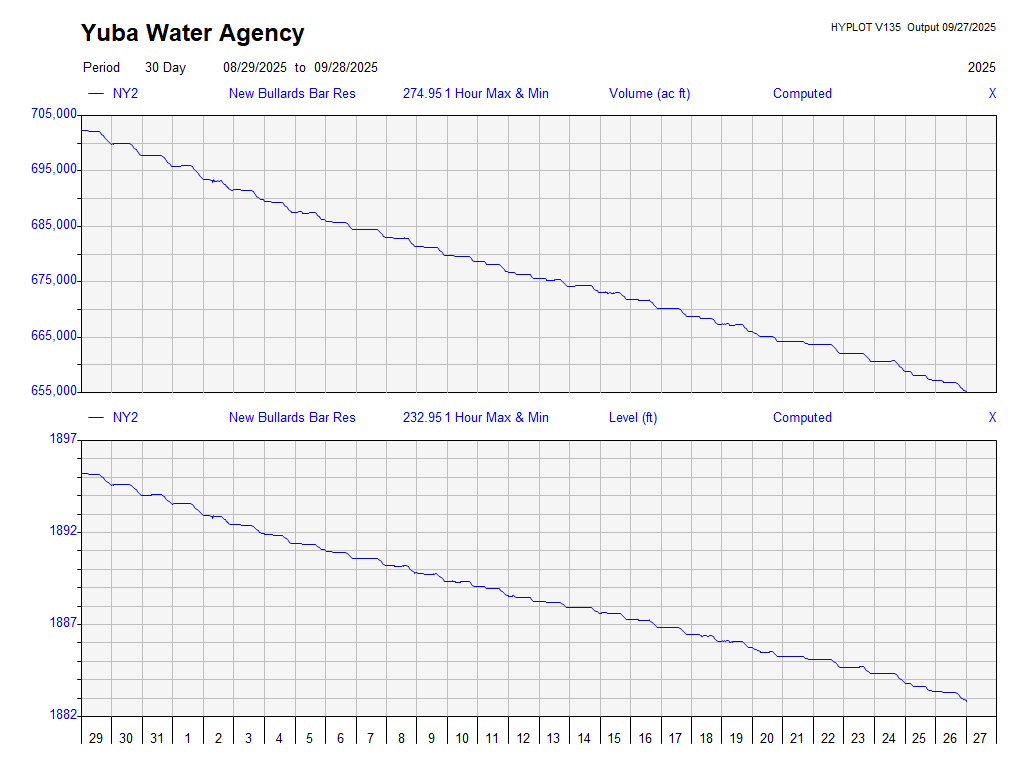 Yuba Water Agency
HYPLOT V135 Output 09/27/2025
Period 30 Day 08/29/2025 to 09/28/2025 2025
NY2 New Bullards Bar Res 274.95 1 Hour Max & Min Volume (ac ft) Computed X
705,000
695,000
685,000
675,000
665,000
655,000
NY2 New Bullards Bar Res 232.95 1 Hour Max & Min Level (ft) Computed X
1897
1892
1887
1882
29 30 31 1 2 3 4 5 6 7 8 9 10 11 12 13 14 15 16 17 18 19 20 21 22 23 24 25 26 27